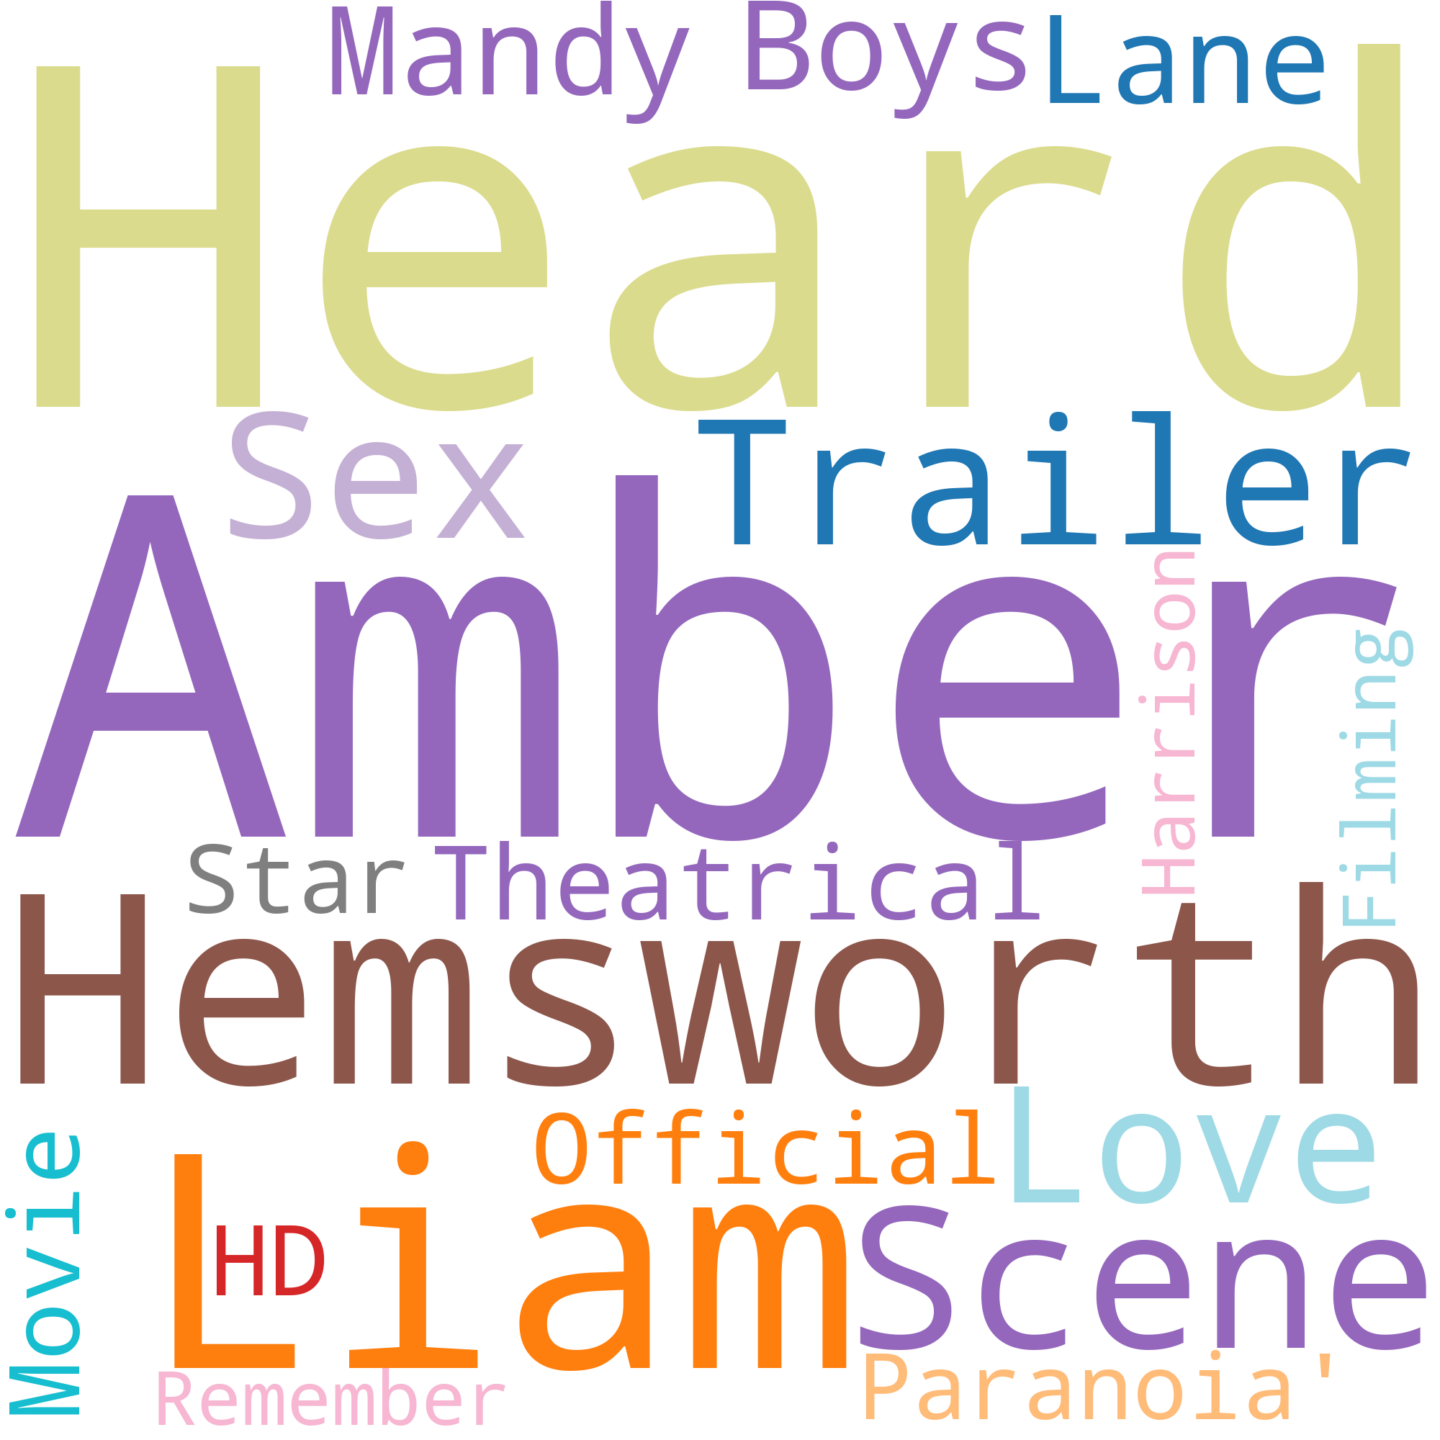 Mandy Boys Lane
Heard
Sex Trailer
Amber
Harrison
Filming
Star Theatrical
Hemsworth
Official Love
Movie
Liam
HD
Scene
Remember Paranoia'